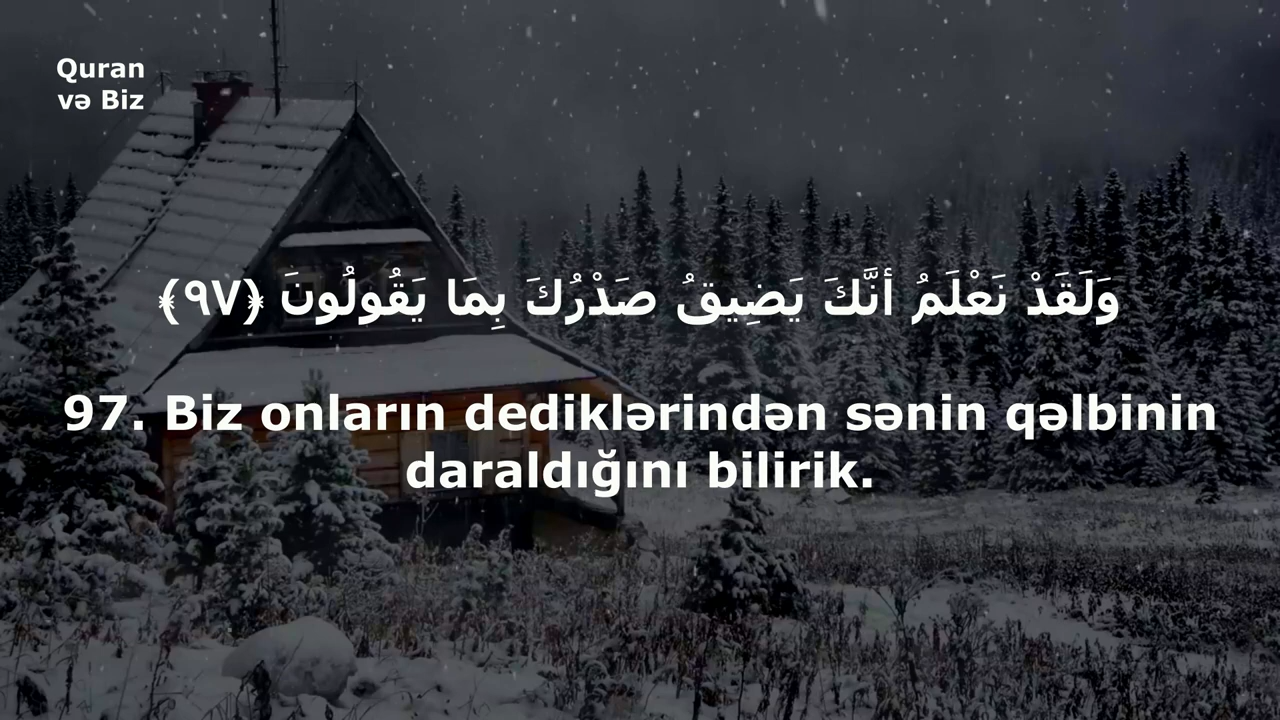 Quran
və Biz
وَلَقَدْ نَعْلَمُ أَنَّكَ يَضِيقُ صَدْرُكَ بِمَا يَقُولُونَ ﴿٩٧﴾
97. Biz onların dediklərindən sənin qəlbinin
daraldığını bilirik.